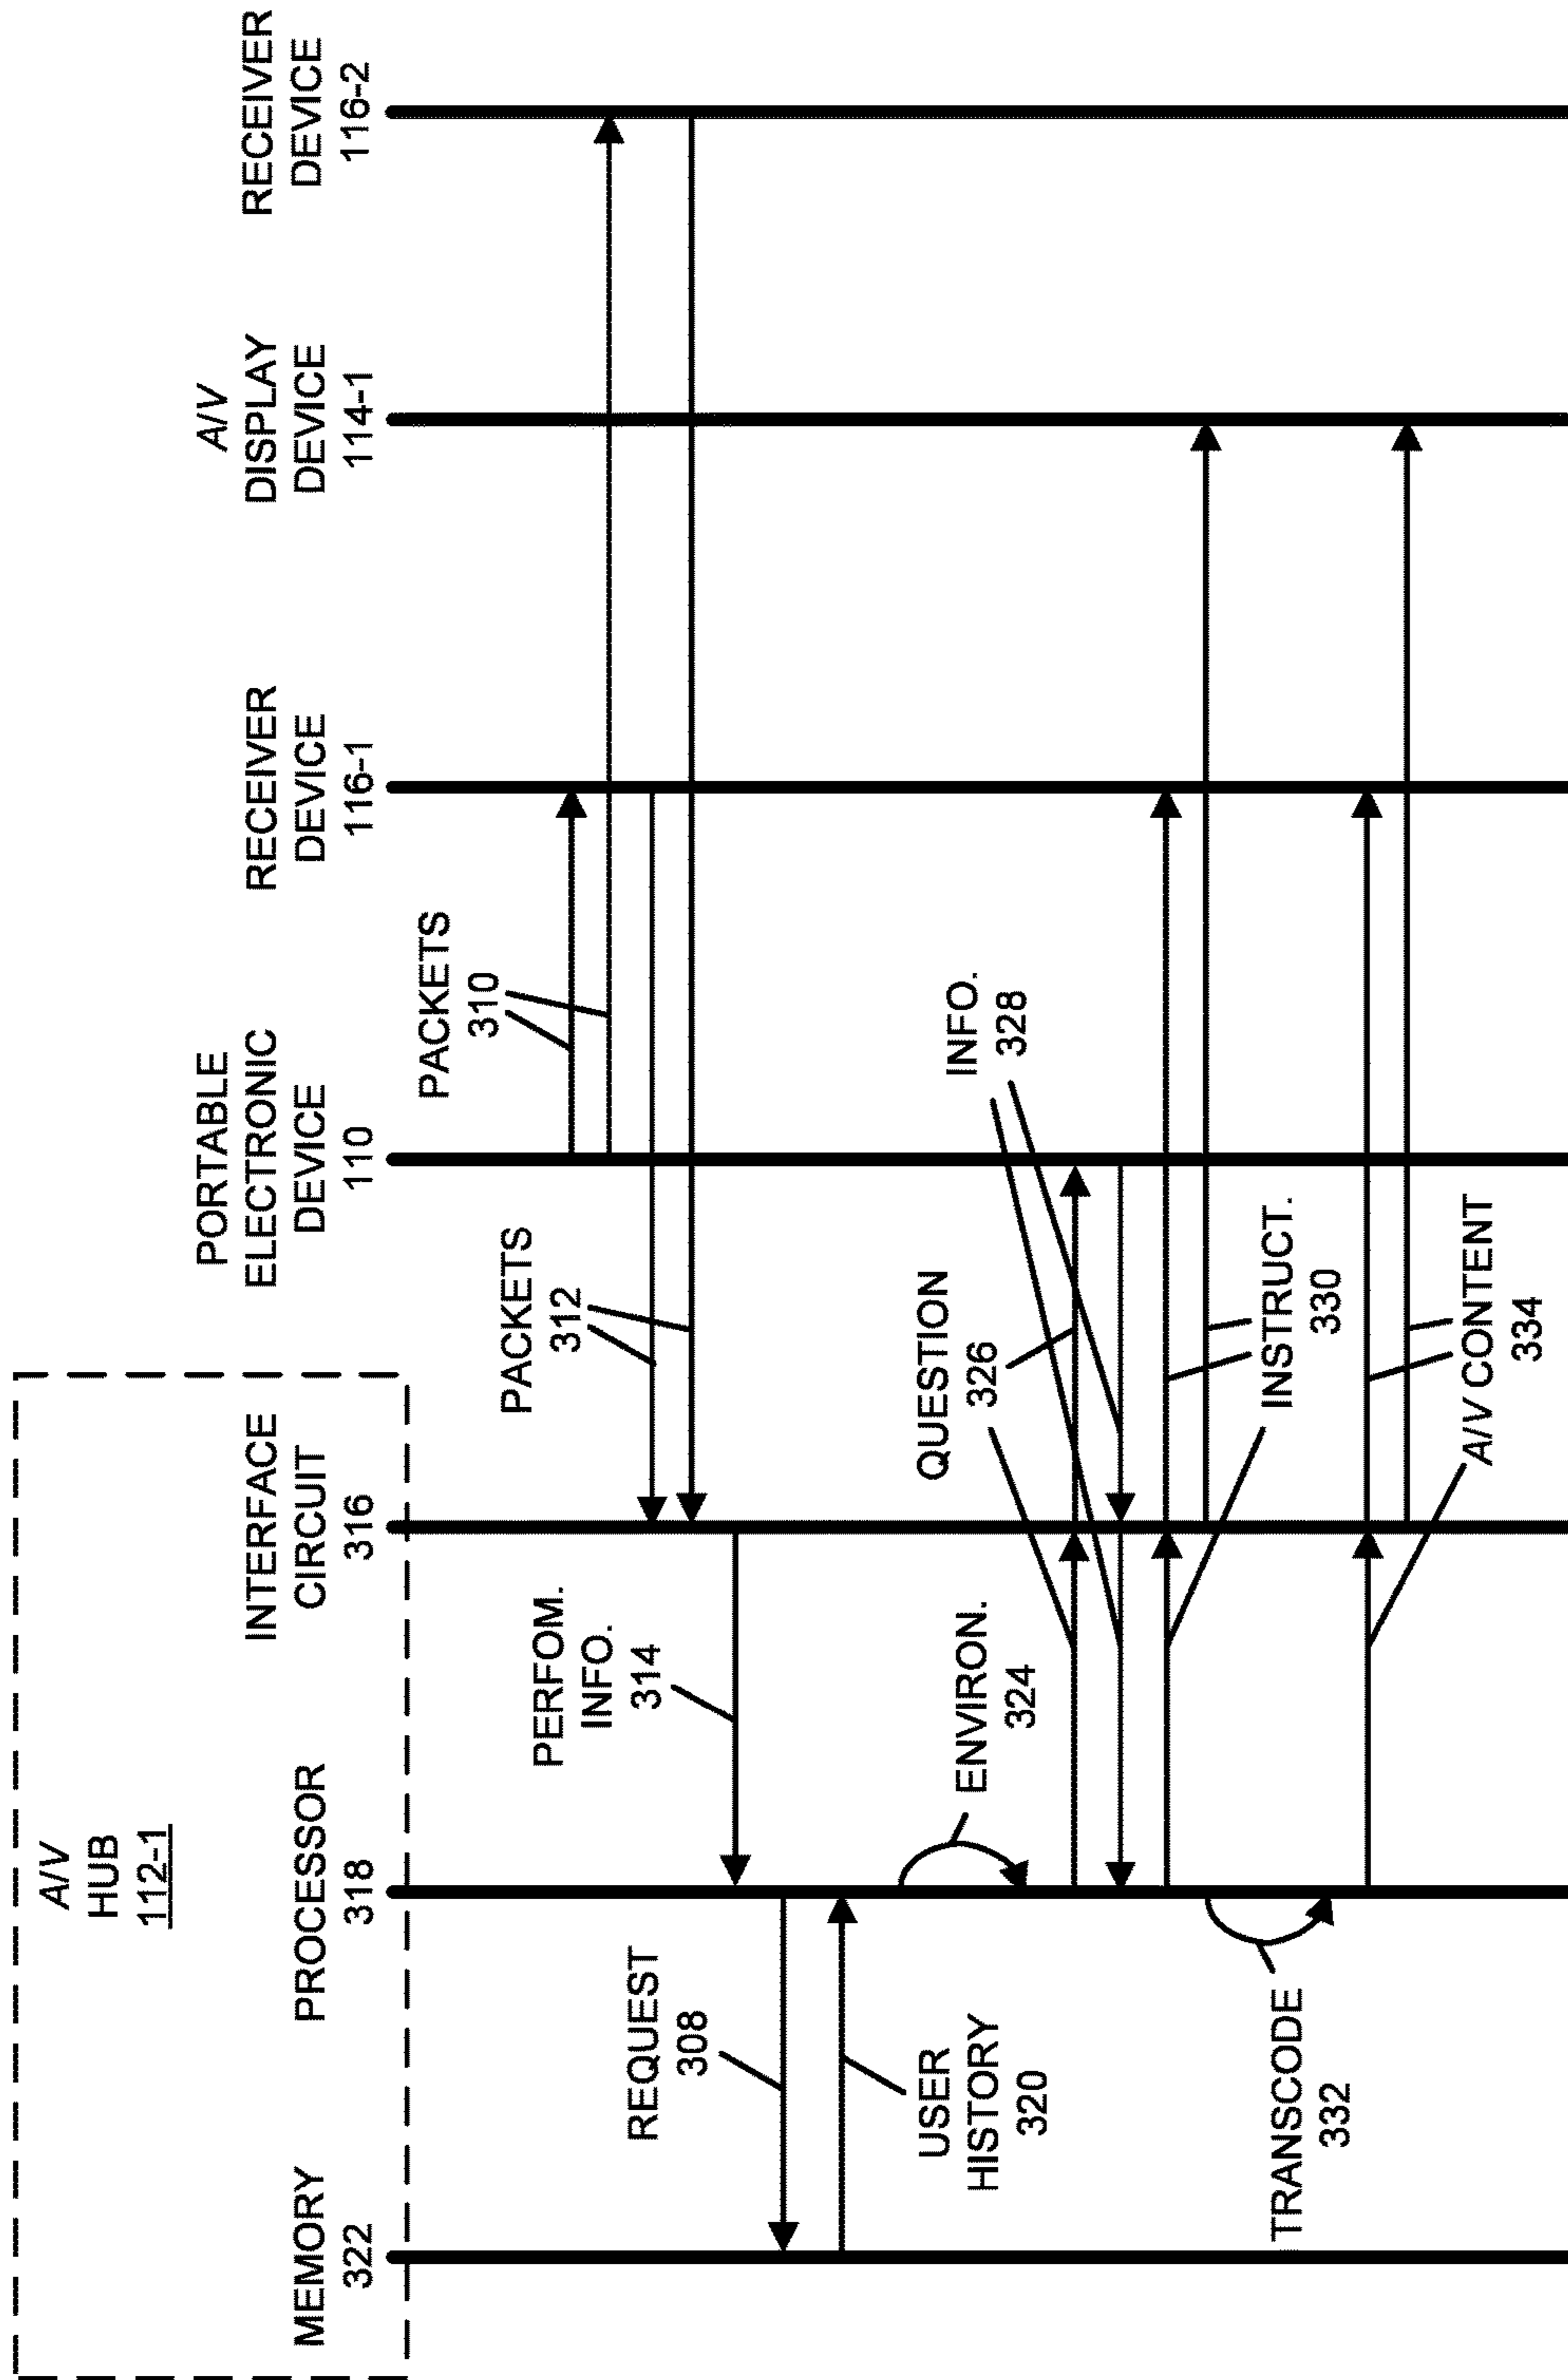 A/V
HUB
112-1
MEMORY
322
PROCESSOR
318
INTERFACE
CIRCUIT
316
PORTABLE
ELECTRONIC
DEVICE
110
RECEIVER
DEVICE
116-1
A/V
DISPLAY
DEVICE
114-1
RECEIVER
DEVICE
116-2
PACKETS
310
PACKETS
312
PERFOM.
INFO.
314
REQUEST
308
USER
HISTORY
320
ENVIRON.
324
QUESTION
326
INFO.
328
INSTRUCT.
330
TRANSCODE
332
A/V CONTENT
334